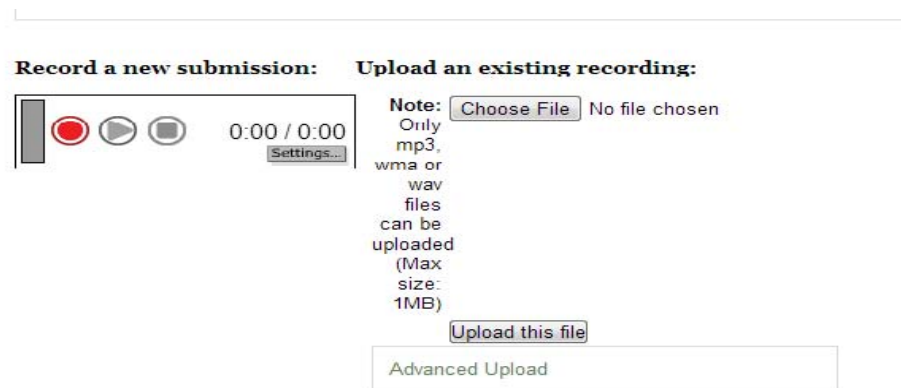 Record a new submission:
Upload an existing recording:
0:00 / 0:00
Settings...
Note:
Only
mp3,
wma or
wav
files
can be
uploaded
(Max
size:
1MB)
Choose File No file chosen
Upload this file
Advanced Upload